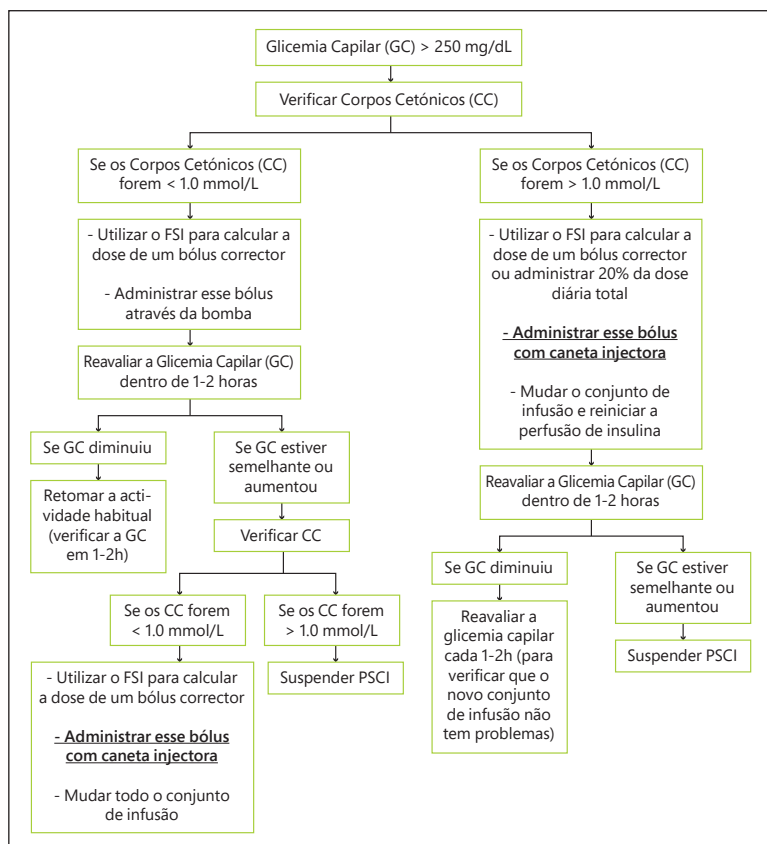 Glicemia Capilar (GC) > 250 mg/dL
Verificar Corpos Cetónicos (CC)
Se os Corpos Cetónicos (CC)
forem < 1.0 mmol/L
- Utilizar o FSI para calcular a
dose de um bólus corrector
- Administrar esse bólus
através da bomba
Reavaliar a Glicemia Capilar (GC)
dentro de 1-2 horas
Se GC diminuiu
Retomar a acti-
vidade habitual
(verificar a GC
em 1-2h)
Se GC estiver
semelhante ou
aumentou
Verificar CC
Se os CC forem
< 1.0 mmol/L
- Utilizar o FSI para calcular
a dose de um bólus corrector
- Administrar esse bólus
com caneta injectora
- Mudar todo o conjunto
de infusão
Se os CC forem
> 1.0 mmol/L
Suspender PSCI
Se os Corpos Cetónicos (CC)
forem > 1.0 mmol/L
- Utilizar o FSI para calcular a
dose de um bólus corrector
ou administrar 20% da dose
diária total
- Administrar esse bólus
com caneta injectora
- Mudar o conjunto de
infusão e reiniciar a
perfusão de insulina
Reavaliar a Glicemia Capilar (GC)
dentro de 1-2 horas
Se GC diminuiu
Reavaliar a
glicemia capilar
cada 1-2h (para
verificar que o
novo conjunto
de infusão não
tem problemas)
Se GC estiver
semelhante ou
aumentou
Suspender PSCI